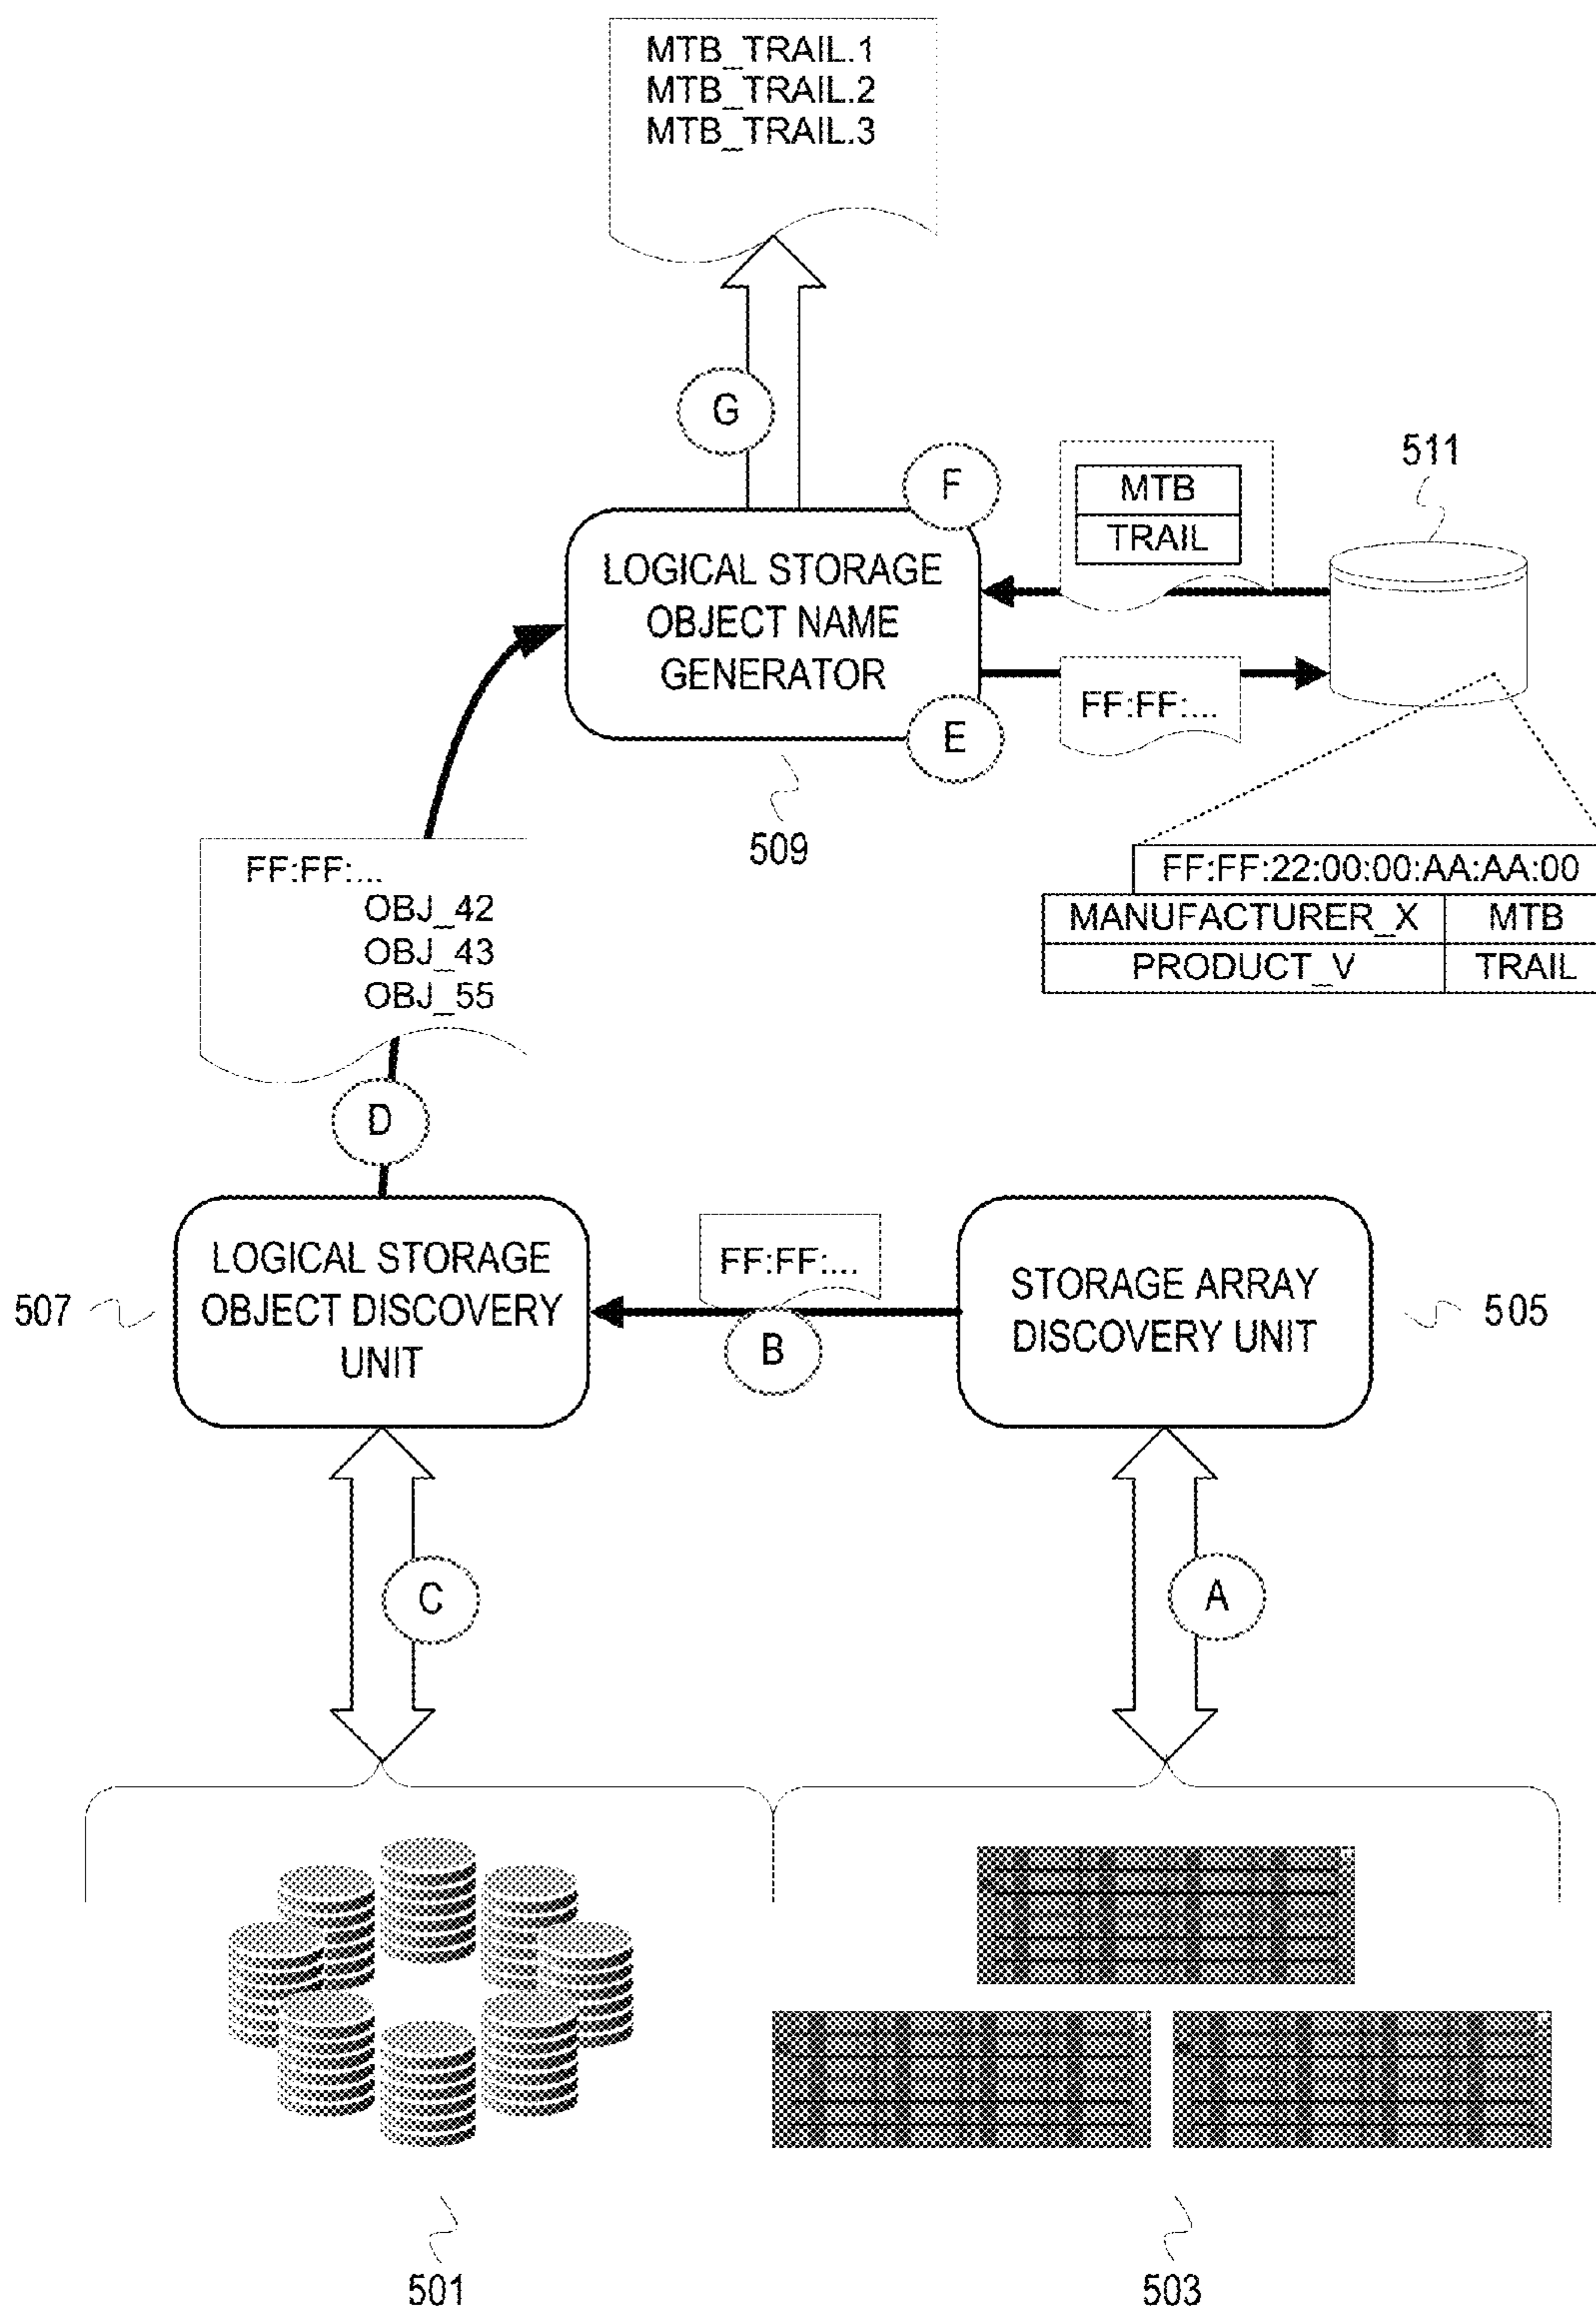 MTB_TRAIL.1
MTB_TRAIL.2
MTB_TRAIL.3
G
F
MTB
TRAIL
511
LOGICAL STORAGE
OBJECT NAME
GENERATOR
FF:FF:....
E
509
FF:FF:22:00:00:AA:AA:00
MANUFACTURER_X MTB
PRODUCT_V TRAIL
FF:FF:...
OBJ_42
OBJ_43
OBJ_55
D
LOGICAL STORAGE
OBJECT DISCOVERY
UNIT
507
FF:FF:....
B
STORAGE ARRAY
DISCOVERY UNIT
505
C
A
501
503